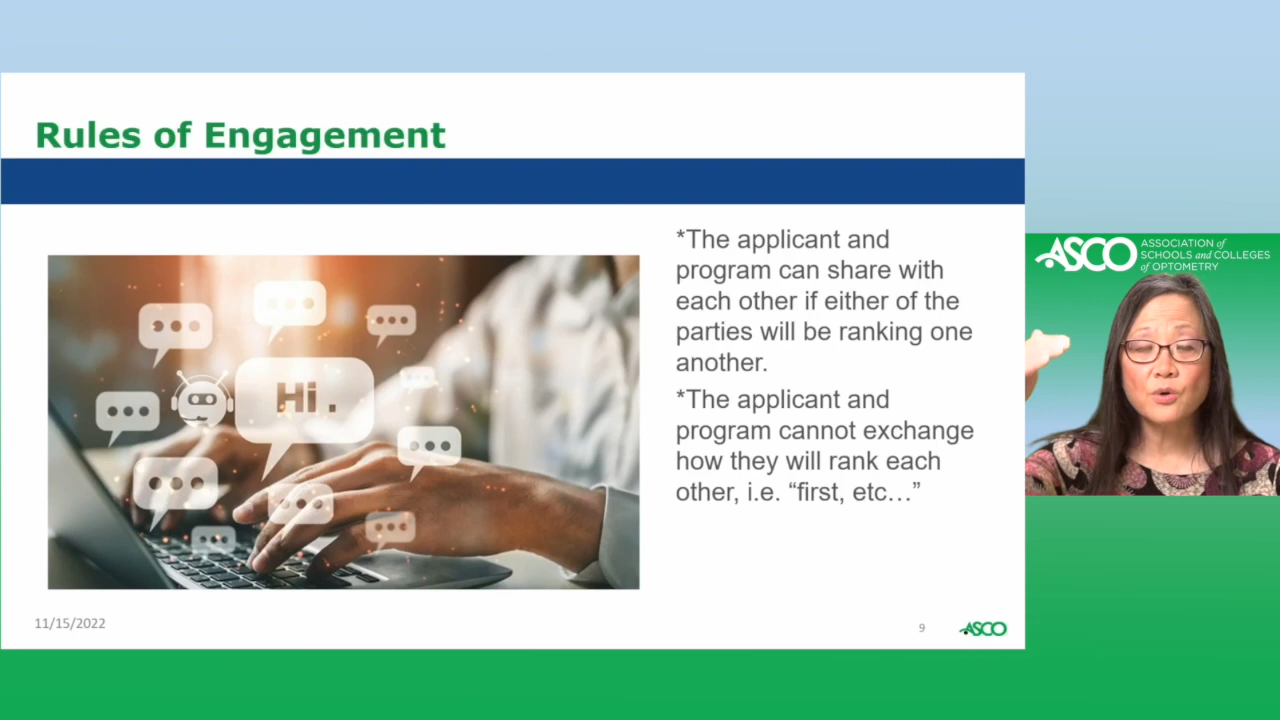 Rules of Engagement
*The applicant and
program can share with
each other if either of the
parties will be ranking one
another.
*The applicant and
program cannot exchange
how they will rank each
other, i.e. “first, etc…”
Hi .
11/15/2022
9
ASCO
ASCO
ASSOCIATION of
SCHOOLS and COLLEGES
of OPTOMETRY